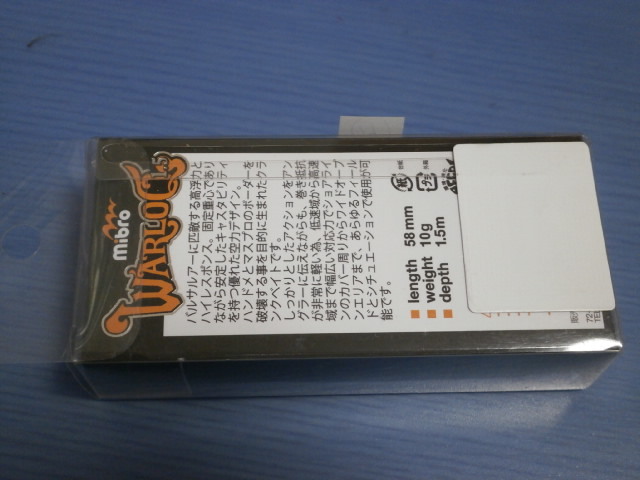 mibro
WARLOC 1.5
バルサルアーに匹敵する高浮力と
ハイレスポンス。固定重心であり
ながら安定したキャスタビリティ
を持つ優れた空力デザイン。
ハンドメとマスプロのボーダーを
破壊する事を目的に生まれたクラ
ンクベイトです。
しっかりとしたアクションをアン
グラーに伝えながらも、巻き抵抗
が非常に軽い為、低速域から高速
域まで幅広い対応力でショアライ
ンのカバー周りからワイドオープ
ンエリアまで、あらゆるフィール
ドとシチュエーションで使用が可
能です。
length 58mm
weight 10g
depth 1.5m
紙
プラ